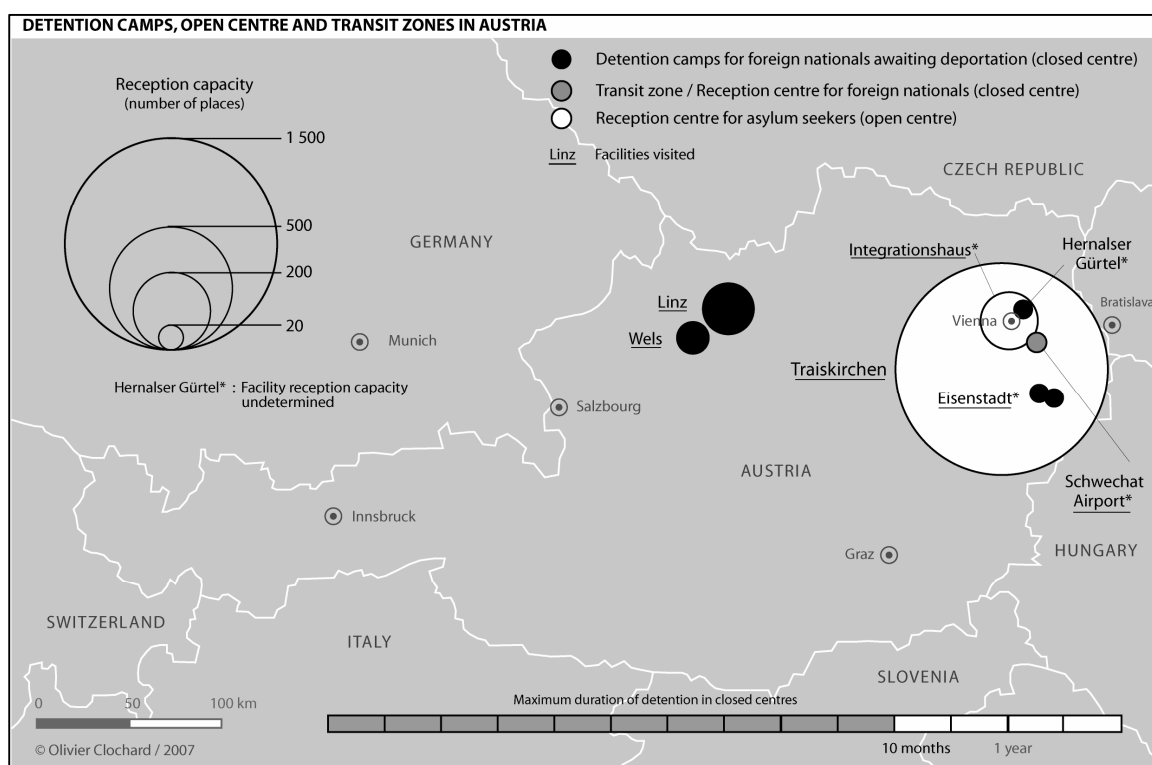 DETENTION CAMPS, OPEN CENTRE AND TRANSIT ZONES IN AUSTRIA
Reception capacity
(number of places)
1 500
500
200
20
Hernalser Gürtel* : Facility reception capacity
undetermined
Detention camps for foreign nationals awaiting deportation (closed centre)
Transit zone / Reception centre for foreign nationals (closed centre)
Reception centre for asylum seekers (open centre)
Linz Facilities visited
CZECH REPUBLIC
GERMANY
Integrationshaus*
Hernalser
Gürtel*
Linz
Wels
Vienna
Bratislava
Munich
Traiskirchen
Eisenstadt*
Salzbourg
AUSTRIA
Schwechat
Airport*
Innsbruck
Graz
HUNGARY
SWITZERLAND
ITALY
SLOVENIA
0 50 100 km
© Olivier Clochard / 2007
Maximum duration of detention in closed centres
10 months 1 year